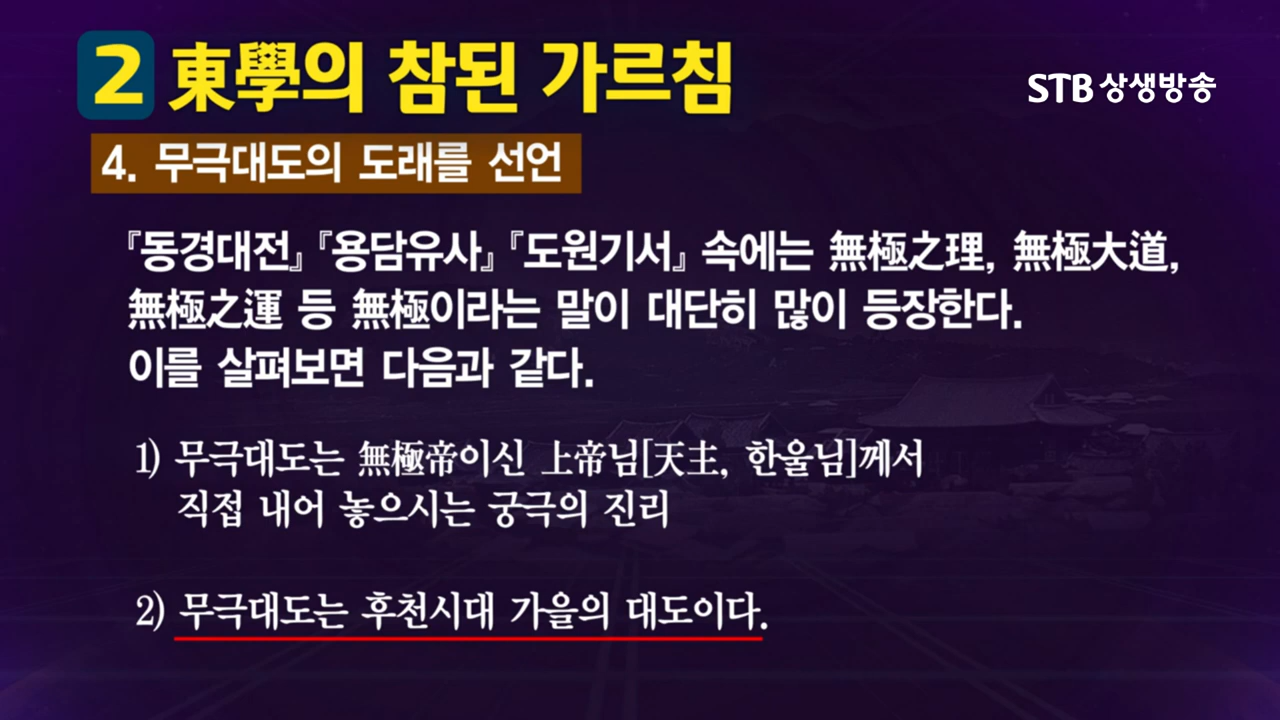 2 東學의 참된 가르침
STB 상생방송
4. 무극대도의 도래를 선언
『동경대전』『용담유사』『도원기서』 속에는 無極之理, 無極大道,
無極之運 등 無極이라는 말이 대단히 많이 등장한다.
이를 살펴보면 다음과 같다.
1) 무극대도는 無極帝이신 上帝님[天主, 한울님]께서
직접 내어 놓으시는 궁극의 진리
2) 무극대도는 후천시대 가을의 대도이다.